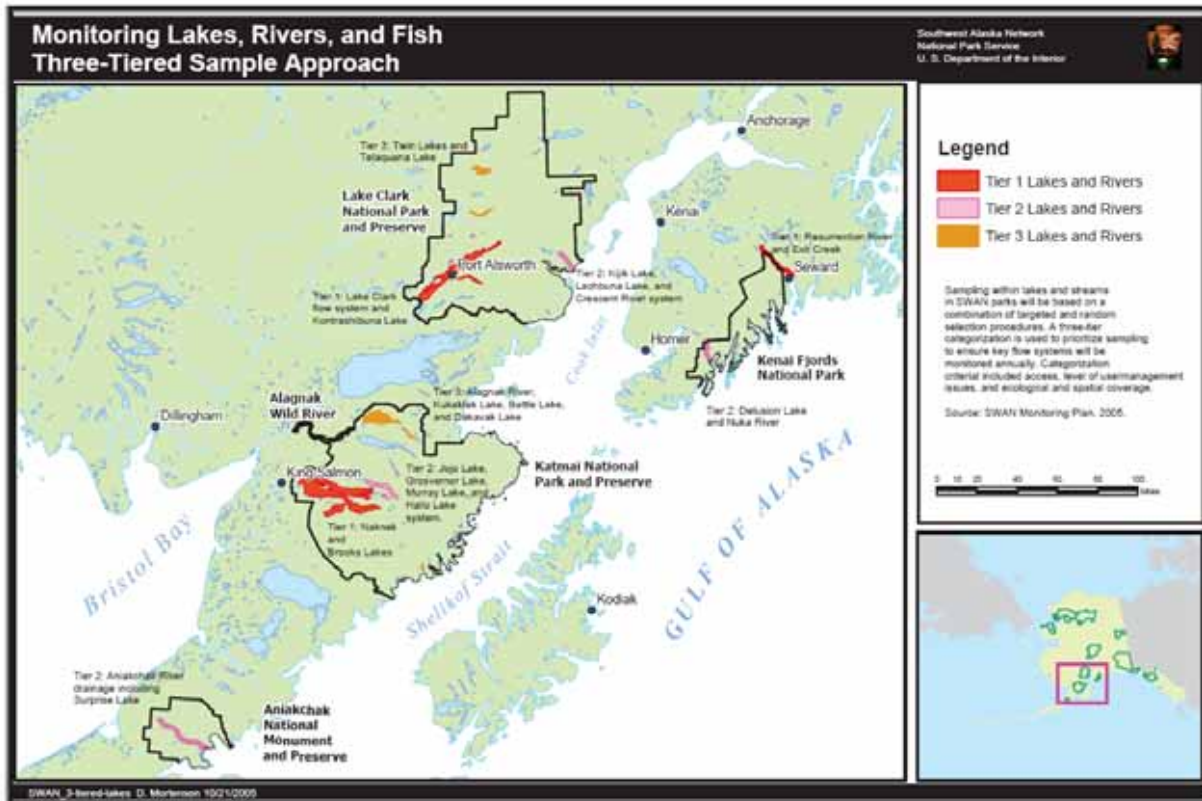 Monitoring Lakes, Rivers, and Fish
Three-Tiered Sample Approach
Southwest Alaska Network
National Park Service
U. S. Department of the Interior
Anchorage
Tier 3: Twin Lakes and
Telaquana Lake
Lake Clark
National Park
and Preserve
Kenai
Tier 1: Resurrection River
and Exit Creek
Seward
Port Alsworth
Tier 2: Kijik Lake,
Lachbuna Lake, and
Crescent River system
Tier 1: Lake Clark
flow system and
Kontrashibuna Lake
Cook Inlet
Homer
Kenai Fjords
National Park
Tier 2: Delusion Lake
and Nuka River
Alagnak
Wild River
Tier 3: Alagnak River,
Kukaklek Lake, Battle Lake,
and Dakavak Lake
Dillingham
King Salmon
Katmai National
Park and Preserve
Tier 2: Jojo Lake,
Grosvenor Lake,
Murray Lake, and
Hallo Lake
system.
Tier 1: Naknek
and
Brooks Lakes
Bristol Bay
Shelikof Strait
Kodiak
GULF OF ALASKA
Tier 2: Aniakchak River
drainage including
Surprise Lake
Aniakchak
National
Monument
and Preserve
Legend
Tier 1 Lakes and Rivers
Tier 2 Lakes and Rivers
Tier 3 Lakes and Rivers
Sampling within lakes and streams
in SWAN parks will be based on a
combination of targeted and random
selection procedures. A three-tier
categorization is used to prioritize sampling
to ensure key flow systems will be
monitored annually. Categorization
criteria included access, level of use/management
issues, and ecological and spatial coverage.
Source: SWAN Monitoring Plan, 2005.
0 10 20 40 60 80 100
Miles
SWAN_3-tiered-lakes D. Mortenson 10/21/2005